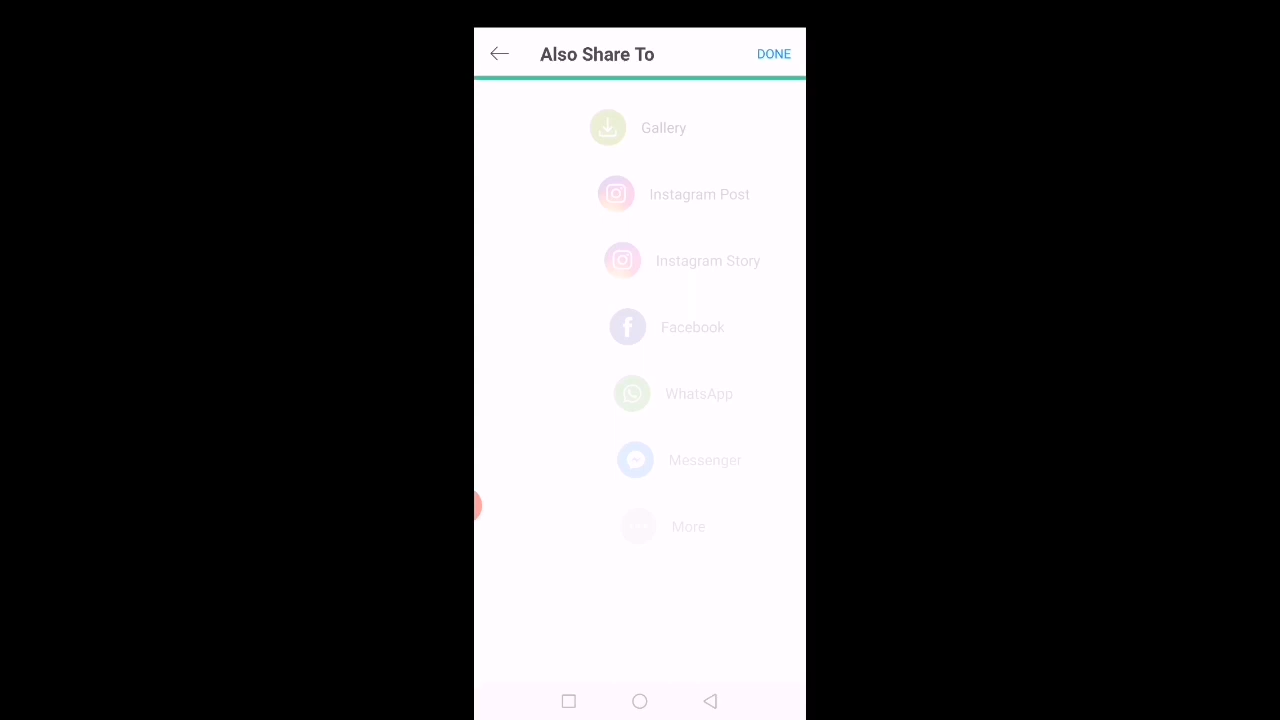 Also Share To
DONE
Gallery
Instagram Post
Instagram Story
Facebook
WhatsApp
Messenger
More